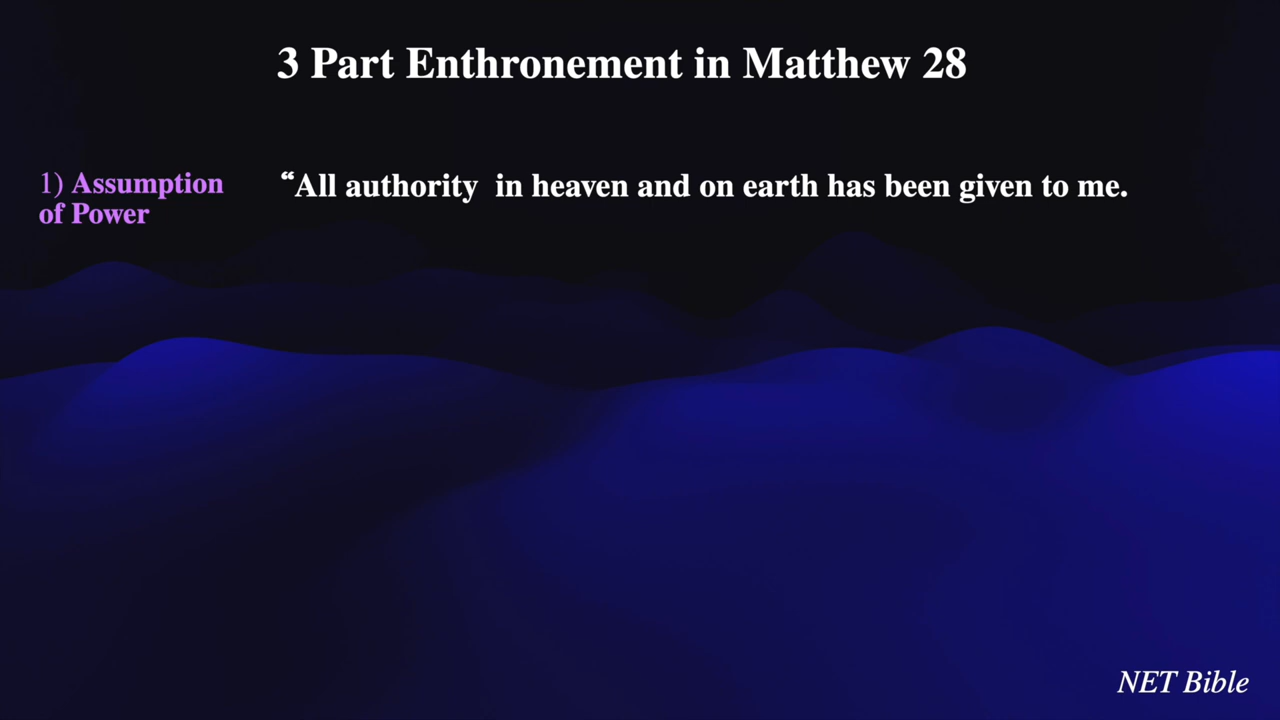 3 Part Enthronement in Matthew 28
1) Assumption
of Power
“All authority  in heaven and on earth has been given to me.
NET Bible